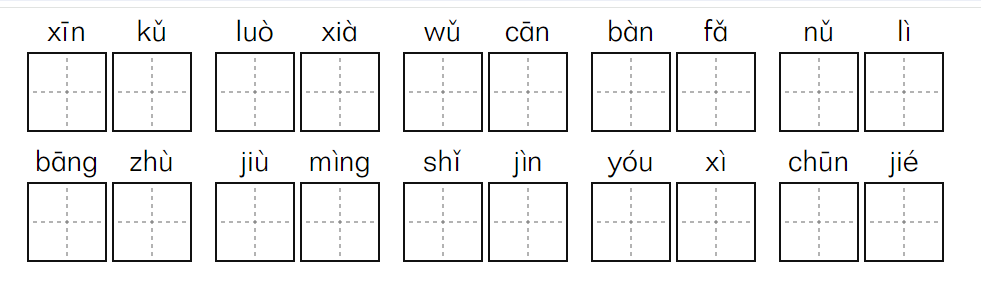 xīn kǔ luò xià wǔ cān bàn fǎ nǔ lì
bāng zhù jiù mìng shǐ jìn yóu xì chūn jié